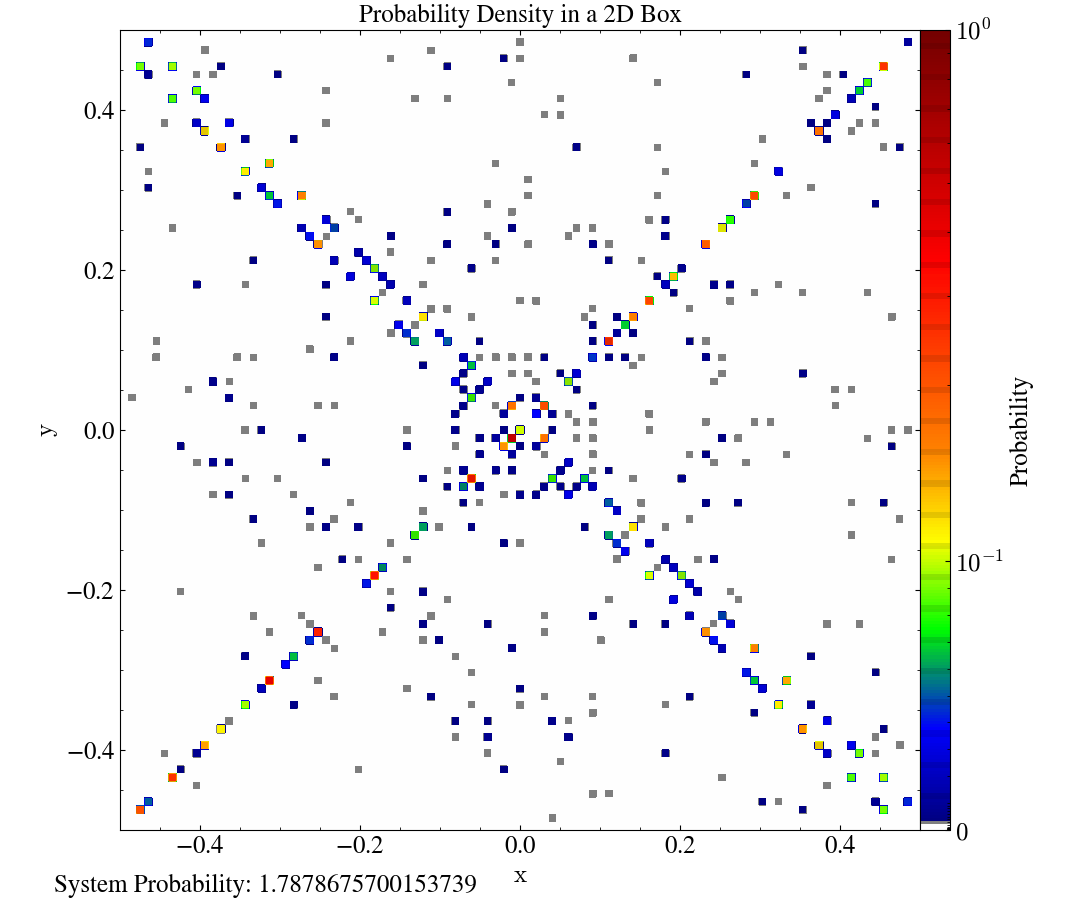 Probability Density in a 2D Box
10^0
0.4
0.2
0.0
−0.2
−0.4
y
Probability
10^−1
0
−0.4 −0.2 0.0 0.2 0.4
x
System Probability: 1.7878675700153739